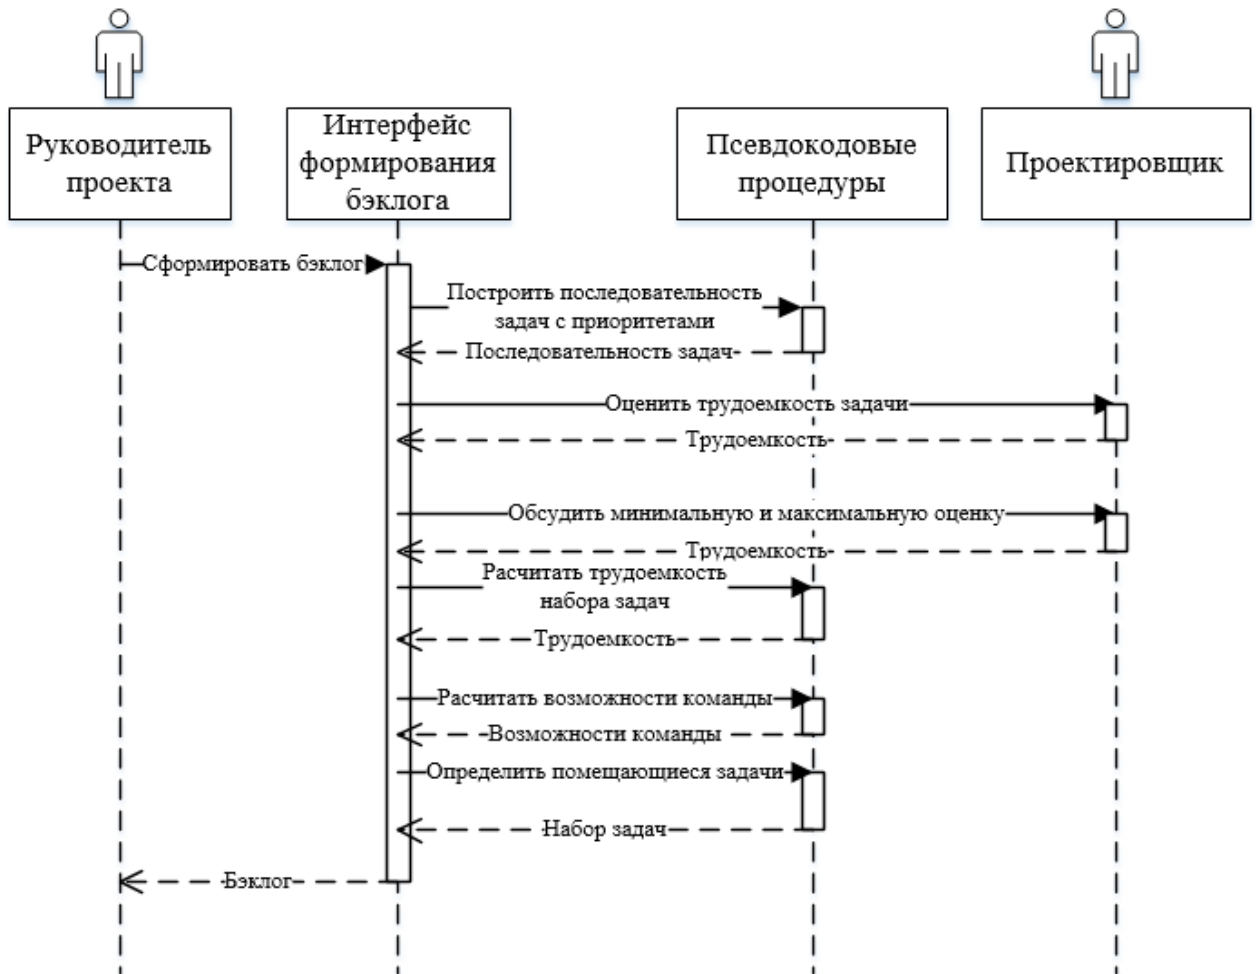 Руководитель
проекта
Интерфейс
формирования
бэклога
Псевдокодовые
процедуры
Проектировщик
Сформировать бэклог
Построить последовательность
задач с приоритетами
Последовательность задач
Оценить трудоемкость задачи
Трудоемкость
Обсудить минимальную и максимальную оценку
Трудоемкость
Расчитать трудоемкость
набора задач
Трудоемкость
Расчитать возможности команды
Возможности команды
Определить помещающиеся задачи
Набор задач
Бэклог